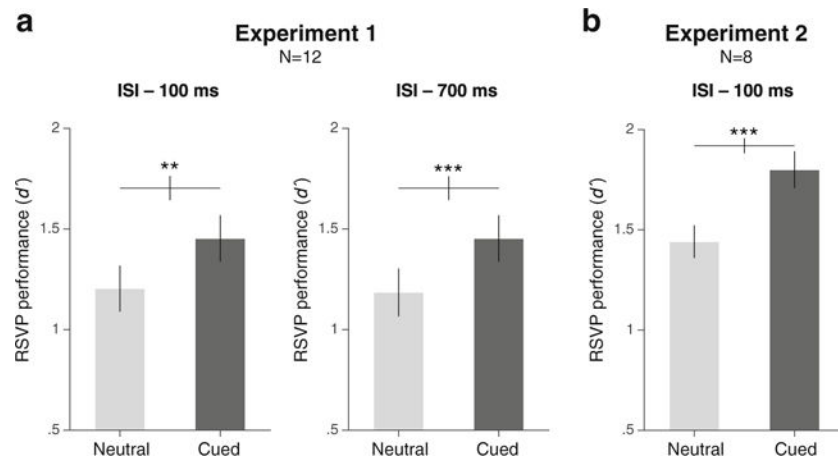 a
Experiment 1
N=12
ISI – 100 ms
RSVP performance (d′)
2
1.5
1
.5
**
Neutral Cued
ISI – 700 ms
RSVP performance (d′)
2
1.5
1
.5
***
Neutral Cued
b
Experiment 2
N=8
ISI – 100 ms
RSVP performance (d′)
2
1.5
1
.5
***
Neutral Cued